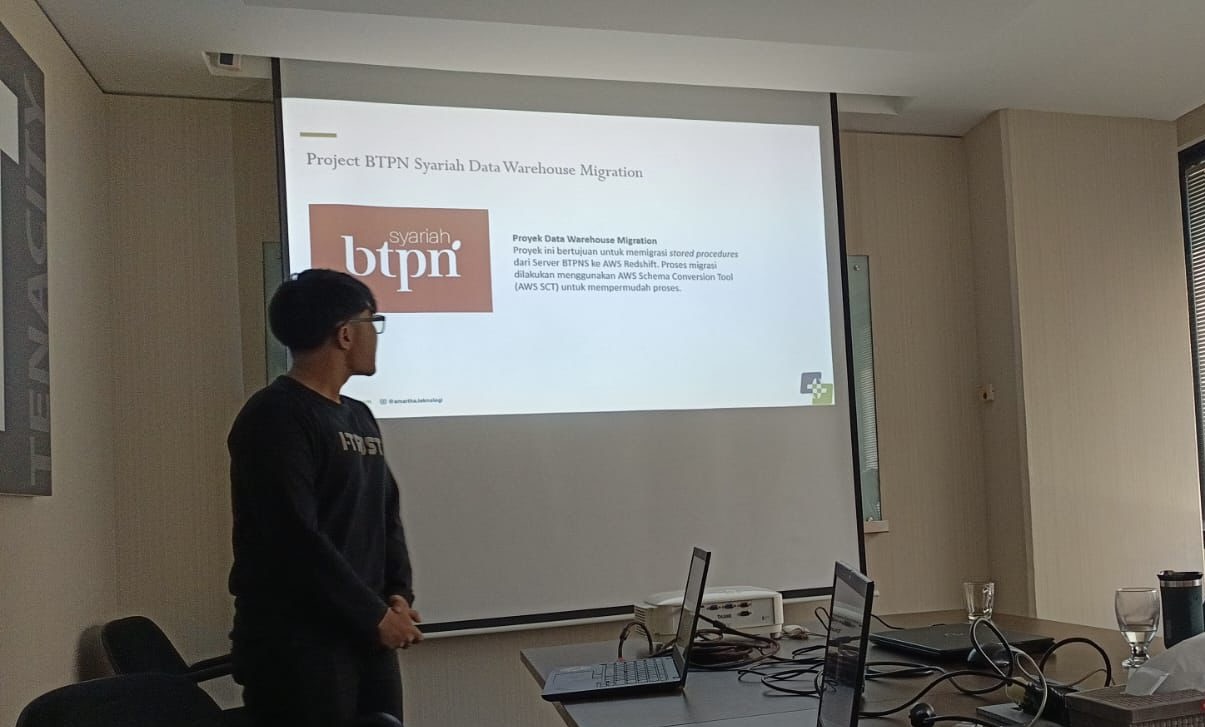 TENACITY
Project BTPN Syariah Data Warehouse Migration
syariah
btpn
Proyek Data Warehouse Migration
Proyek ini bertujuan untuk memigrasi stored procedures
dari Server BTPNS ke AWS Redshift. Proses migrasi
dilakukan menggunakan AWS Schema Conversion Tool
(AWS SCT) untuk mempermudah proses.
@amartha.teknologi